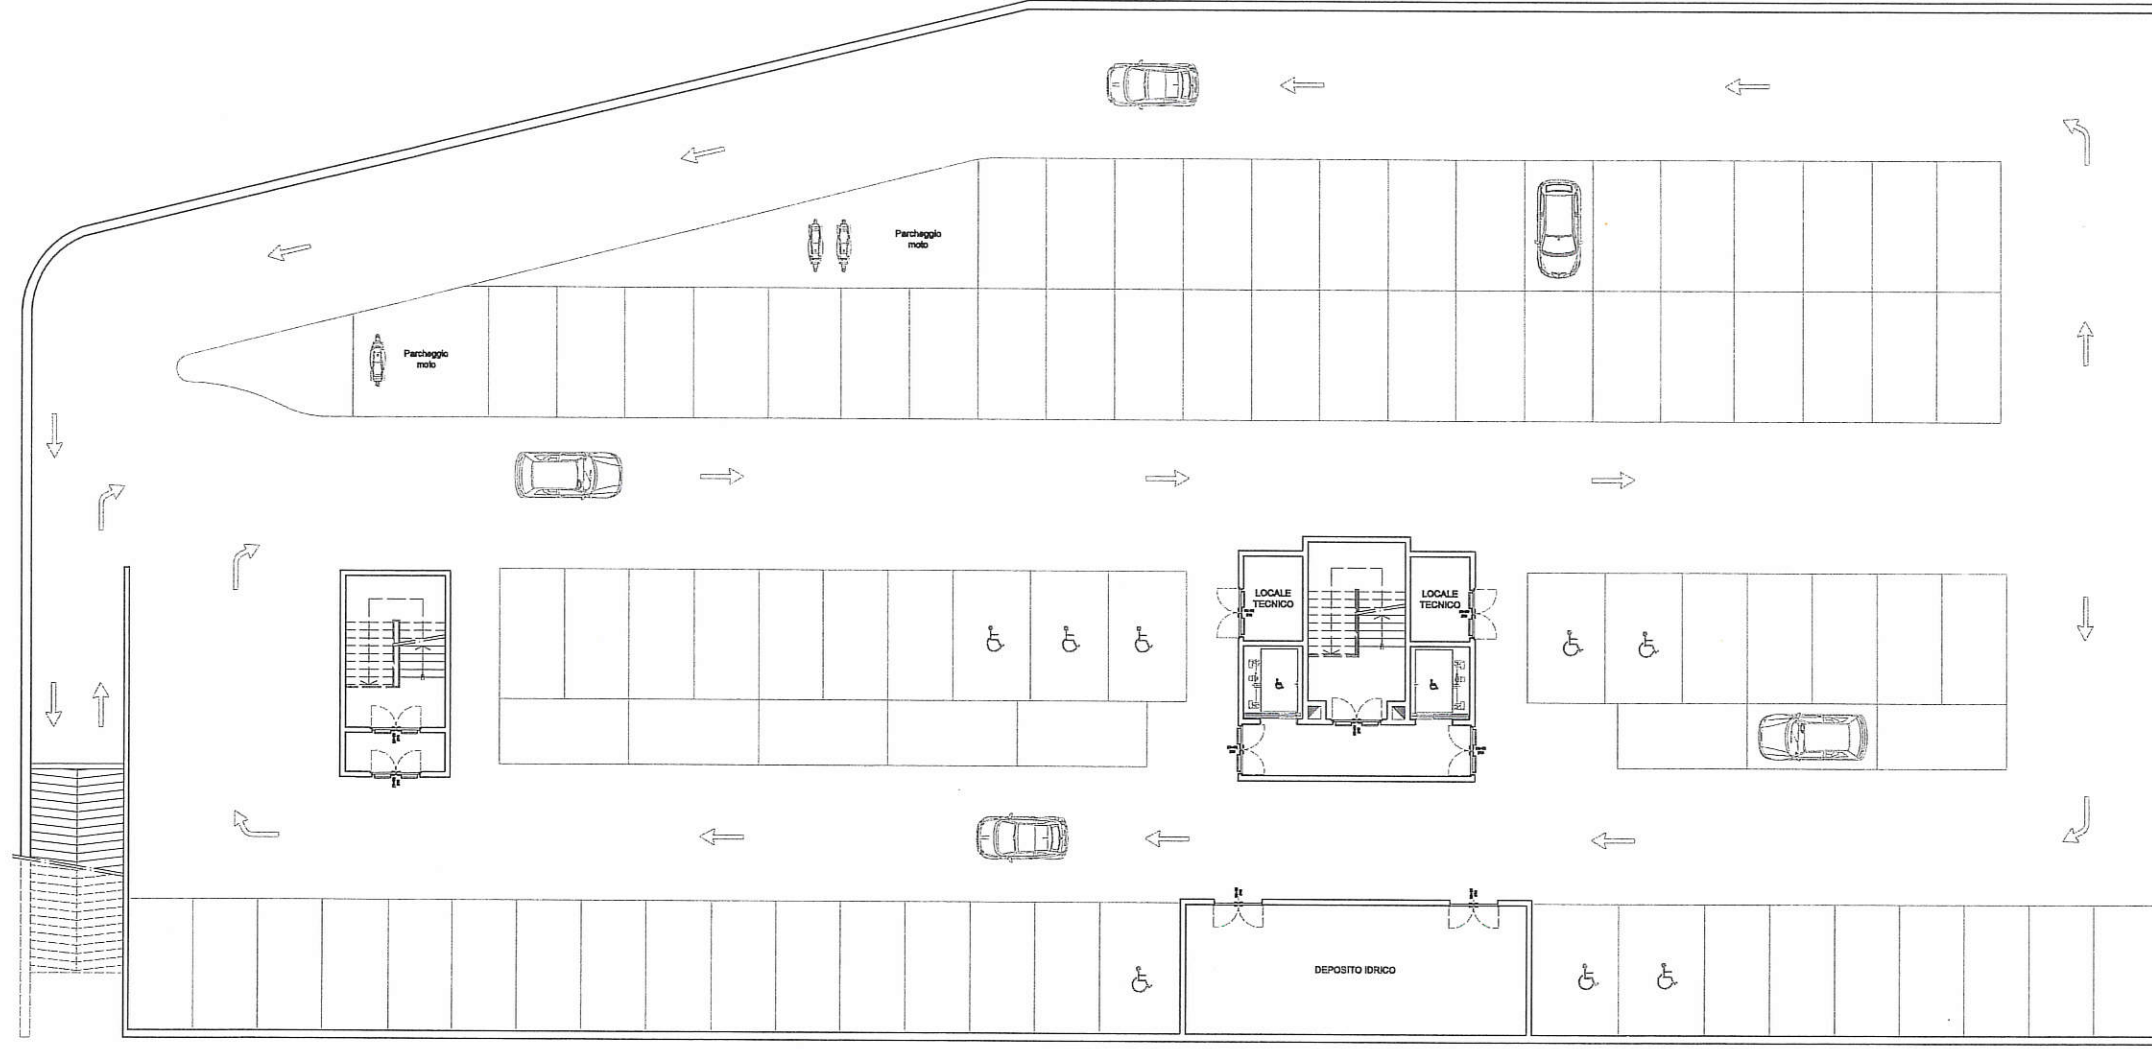 Parcheggio
moto
Parcheggio
moto
LOCALE
TECNICO
LOCALE
TECNICO
DEPOSITO IDRICO